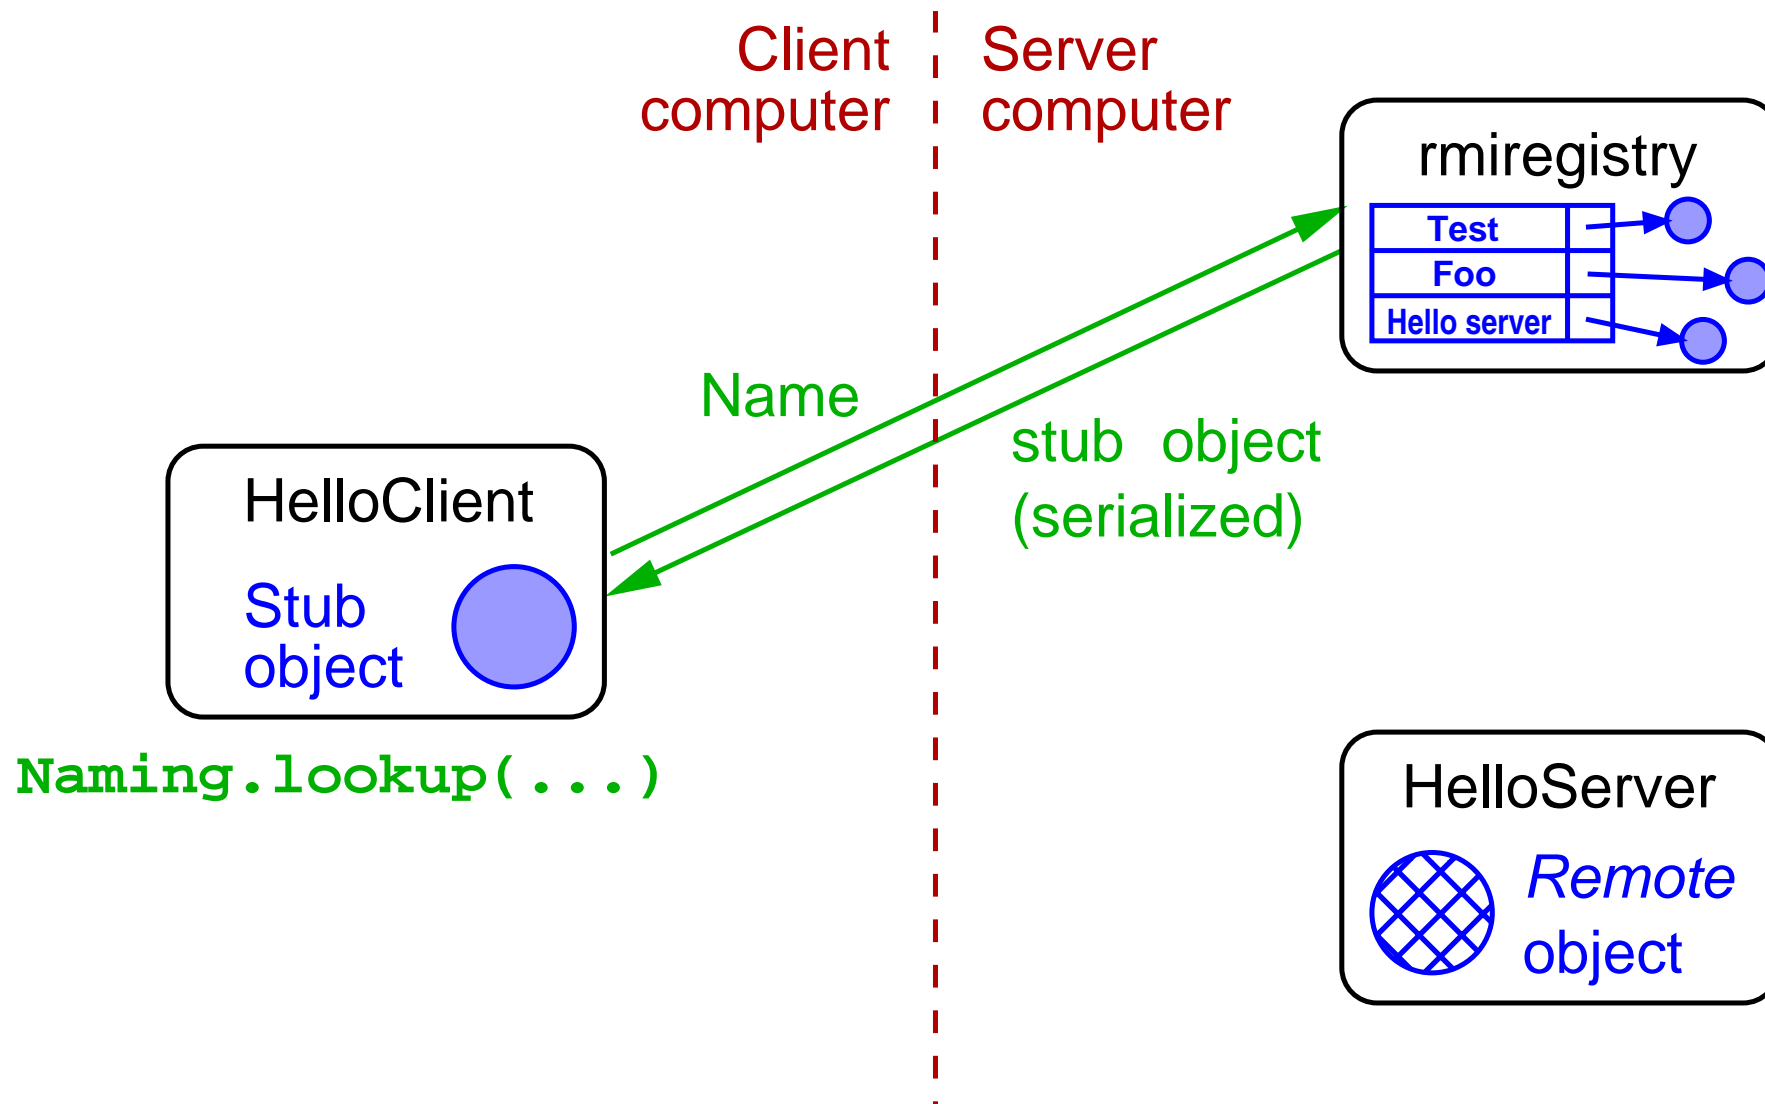 Client
computer
Server
computer
rmiregistry
Test
Foo
Hello server
Name
stub object
(serialized)
HelloClient
Stub
object
Naming.lookup(...)
HelloServer
Remote
object